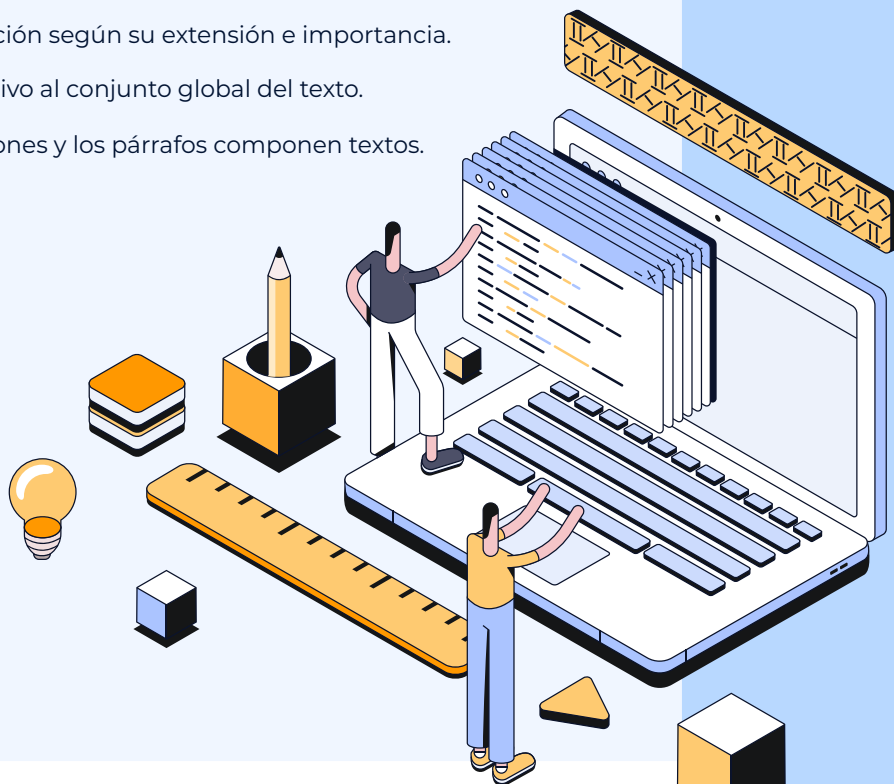 ción según su extensión e importancia.
ivo al conjunto global del texto.
ones y los párrafos componen textos.